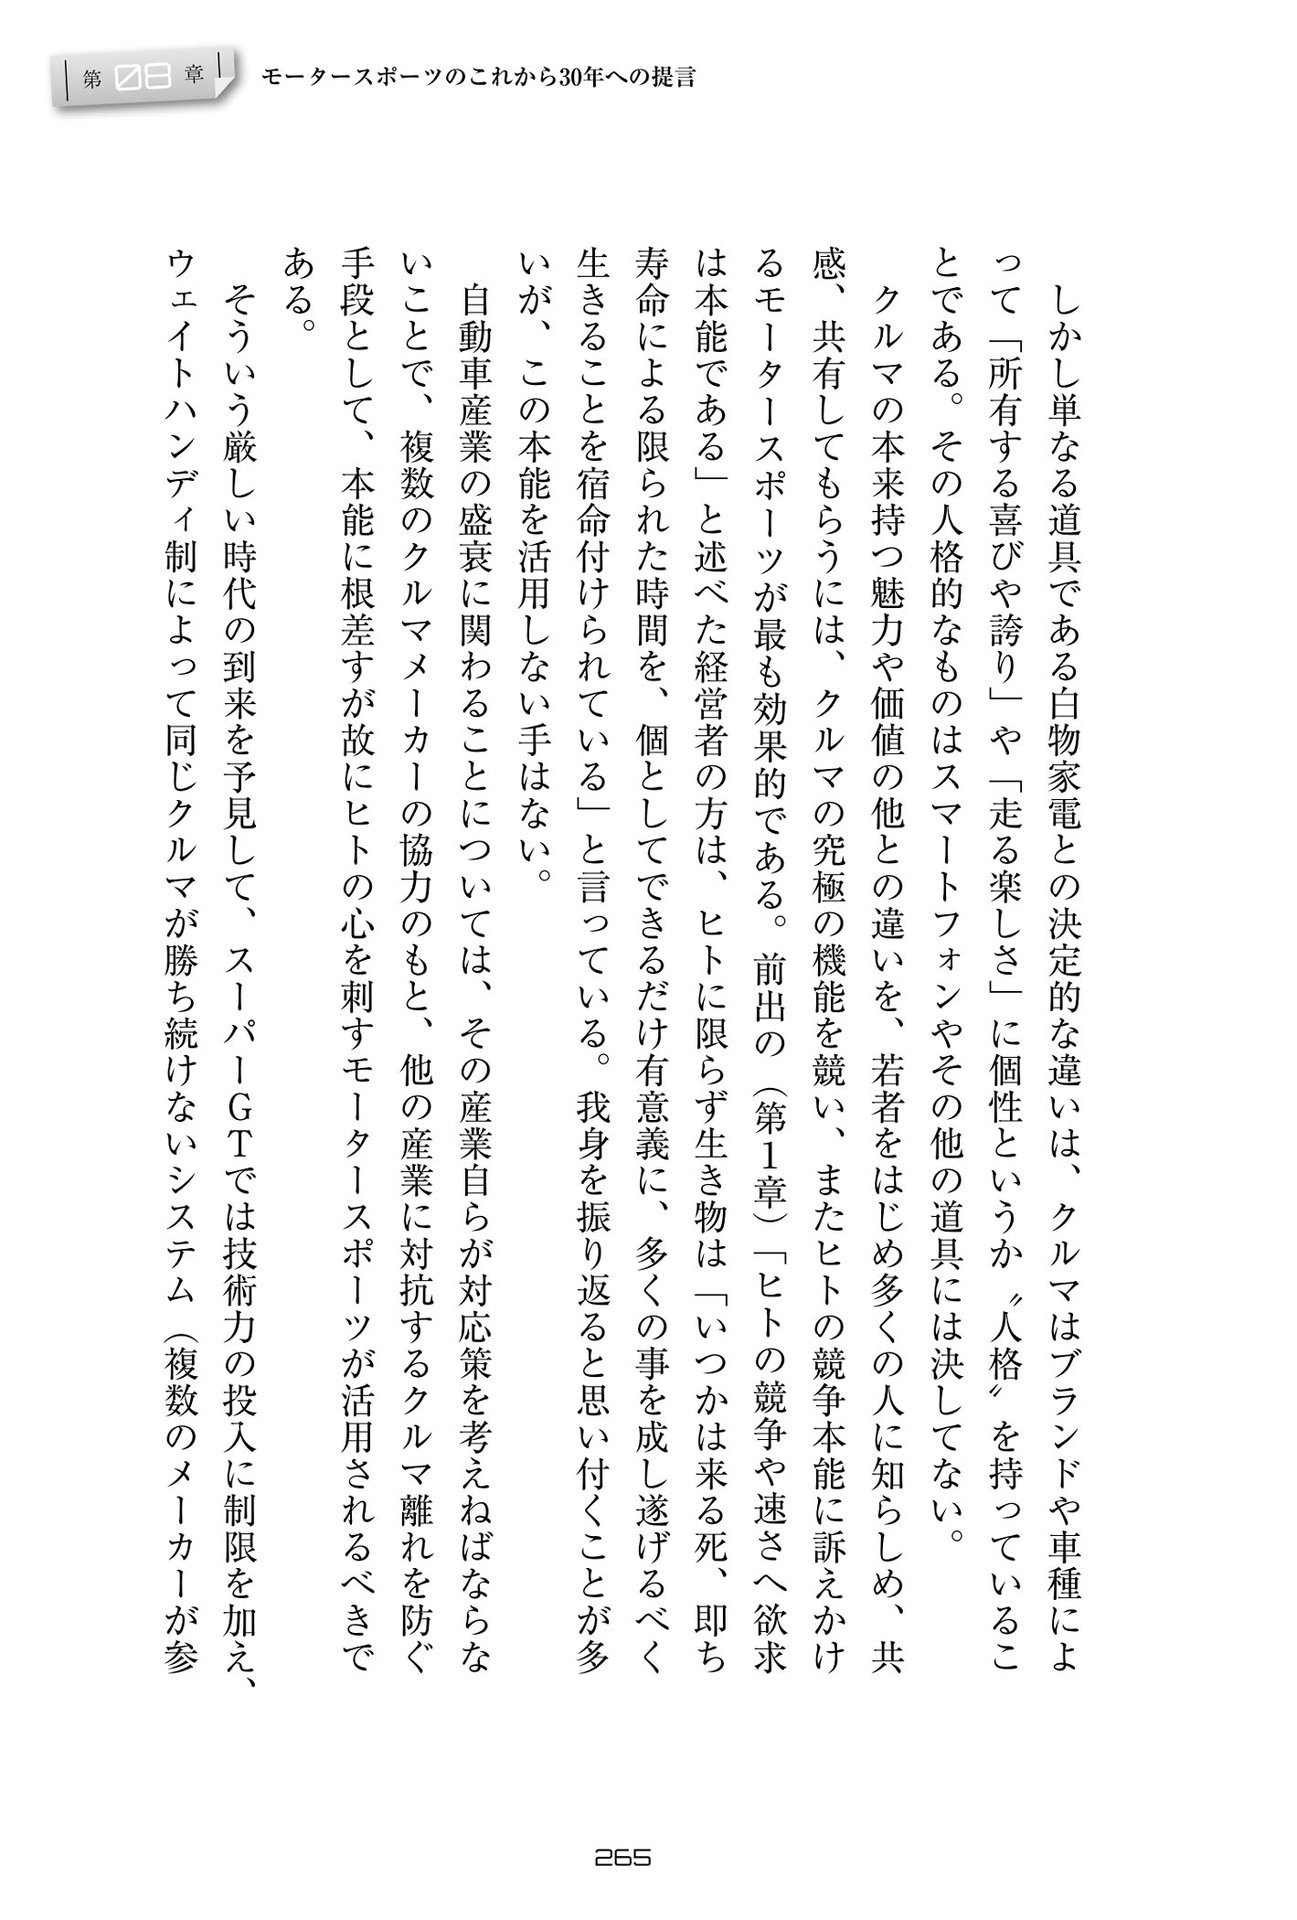 第08章
モータースポーツのこれから30年への提言
しかし単なる道具である白物家電との決定的な違いは、クルマはブランドや車種によ
って「所有する喜びや誇り」や「走る楽しさ」に個性というか〝人格〟を持っているこ
とである。その人格的なものはスマートフォンやその他の道具には決してない。
クルマの本来持つ魅力や価値の他との違いを、若者をはじめ多くの人に知らしめ、共
感、共有してもらうには、クルマの究極の機能を競い、またヒトの競争本能に訴えかけ
るモータースポーツが最も効果的である。前出の（第１章）「ヒトの競争や速さへ欲求
は本能である」と述べた経営者の方は、ヒトに限らず生き物は「いつかは来る死、即ち
寿命による限られた時間を、個としてできるだけ有意義に、多くの事を成し遂げるべく
生きることを宿命付けられている」と言っている。我身を振り返ると思い付くことが多
いが、この本能を活用しない手はない。
自動車産業の盛衰に関わることについては、その産業自らが対応策を考えねばならな
いことで、複数のクルマメーカーの協力のもと、他の産業に対抗するクルマ離れを防ぐ
手段として、本能に根差すが故にヒトの心を刺すモータースポーツが活用されるべきで
ある。
そういう厳しい時代の到来を予見して、スーパーＧＴでは技術力の投入に制限を加え、
ウェイトハンディ制によって同じクルマが勝ち続けないシステム（複数のメーカーが参
265